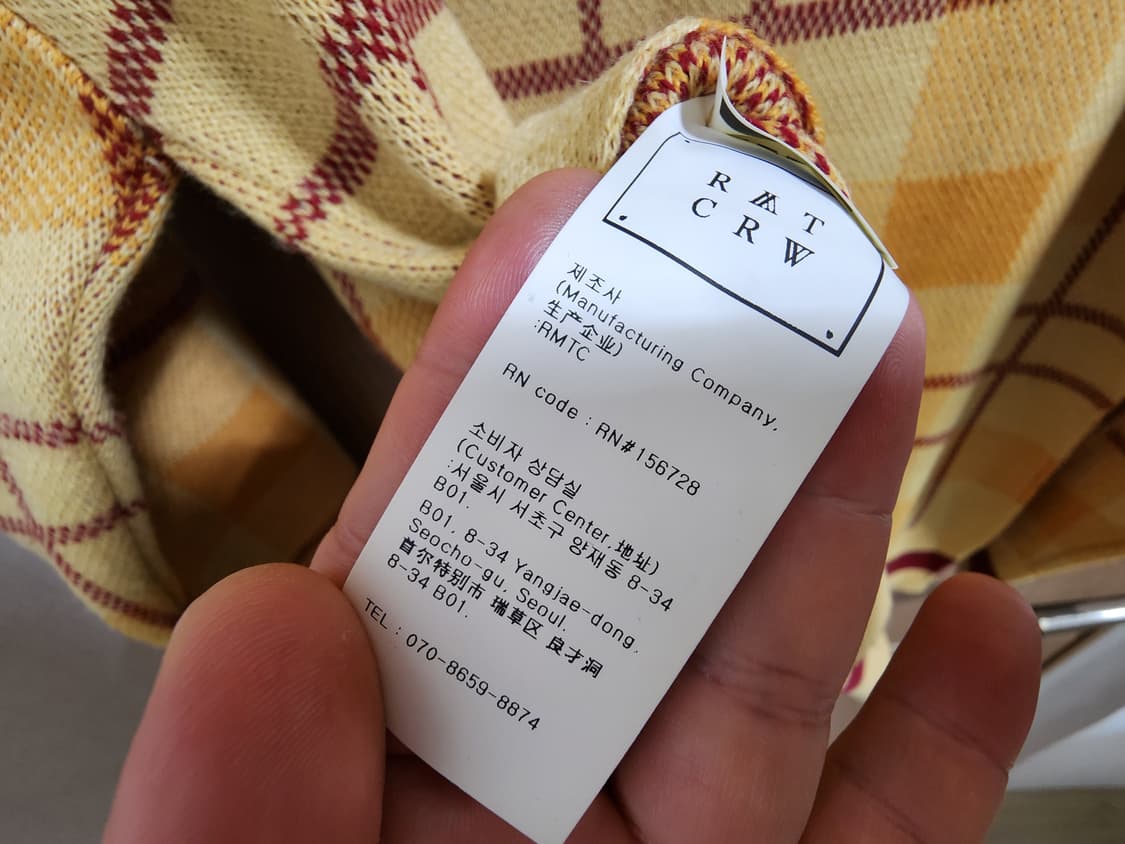 R A T
C R W
제조사
(Manufacturing Company,
生产企业)
:RMTC
RN code : RN#156728
소비자 상담실
(Customer Center,地址)
:서울시 서초구 양재동 8-34
B01.
B01, 8-34 Yangjae-dong,
Seocho-gu, Seoul.
首尔特别市 瑞草区 良才洞
8-34 B01.
TEL : 070-8659-8874